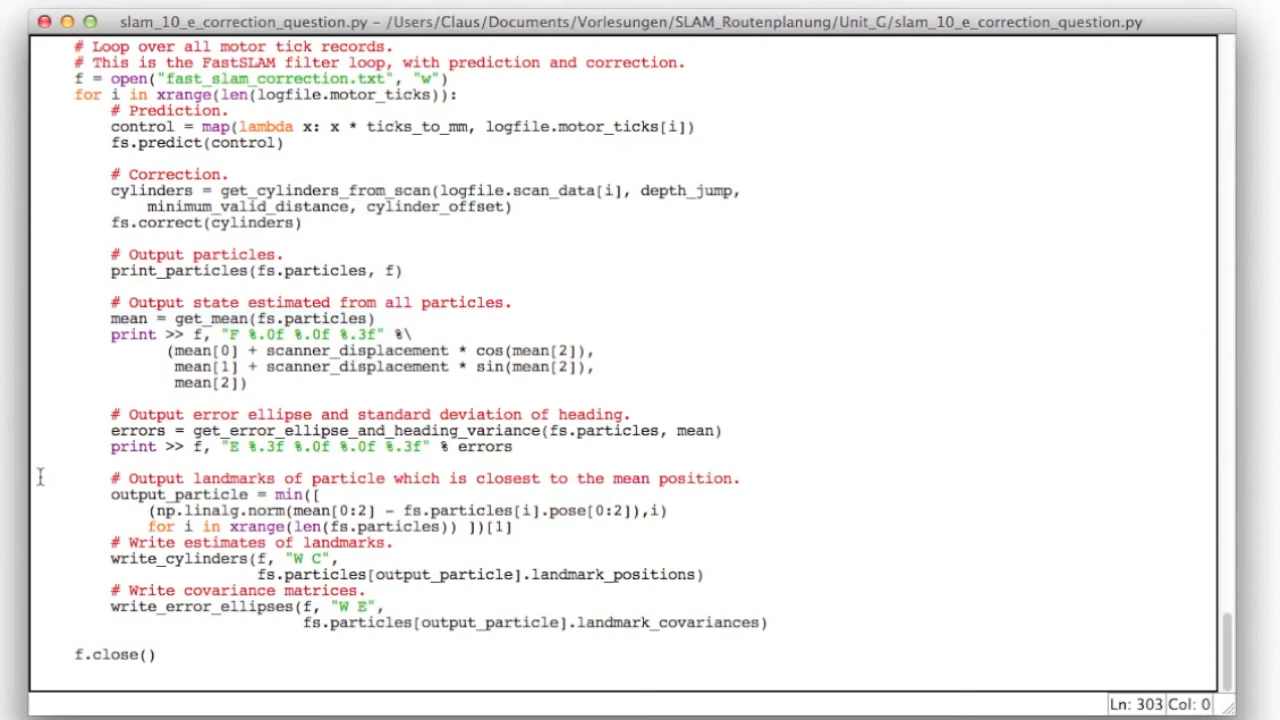 slam_10_e_correction_question.py – /Users/Claus/Documents/Vorlesungen/SLAM_Routenplanung/Unit_G/slam_10_e_correction_question.py
# Loop over all motor tick records.
# This is the FastSLAM filter loop, with prediction and correction.
f = open("fast_slam_correction.txt", "w")
for i in xrange(len(logfile.motor_ticks)):
    # Prediction.
    control = map(lambda x: x * ticks_to_mm, logfile.motor_ticks[i])
    fs.predict(control)
    # Correction.
    cylinders = get_cylinders_from_scan(logfile.scan_data[i], depth_jump,
        minimum_valid_distance, cylinder_offset)
    fs.correct(cylinders)
    # Output particles.
    print_particles(fs.particles, f)
    # Output state estimated from all particles.
    mean = get_mean(fs.particles)
    print >> f, "F %.0f %.0f %.3f" %\
          (mean[0] + scanner_displacement * cos(mean[2]),
           mean[1] + scanner_displacement * sin(mean[2]),
           mean[2])
    # Output error ellipse and standard deviation of heading.
    errors = get_error_ellipse_and_heading_variance(fs.particles, mean)
    print >> f, "E %.3f %.0f %.0f %.3f" % errors
    # Output landmarks of particle which is closest to the mean position.
    output_particle = min([
        (np.linalg.norm(mean[0:2] - fs.particles[i].pose[0:2]),i)
        for i in xrange(len(fs.particles)) ])[1]
    # Write estimates of landmarks.
    write_cylinders(f, "W C",
                    fs.particles[output_particle].landmark_positions)
    # Write covariance matrices.
    write_error_ellipses(f, "W E",
                         fs.particles[output_particle].landmark_covariances)
f.close()
Ln: 303 Col: 0